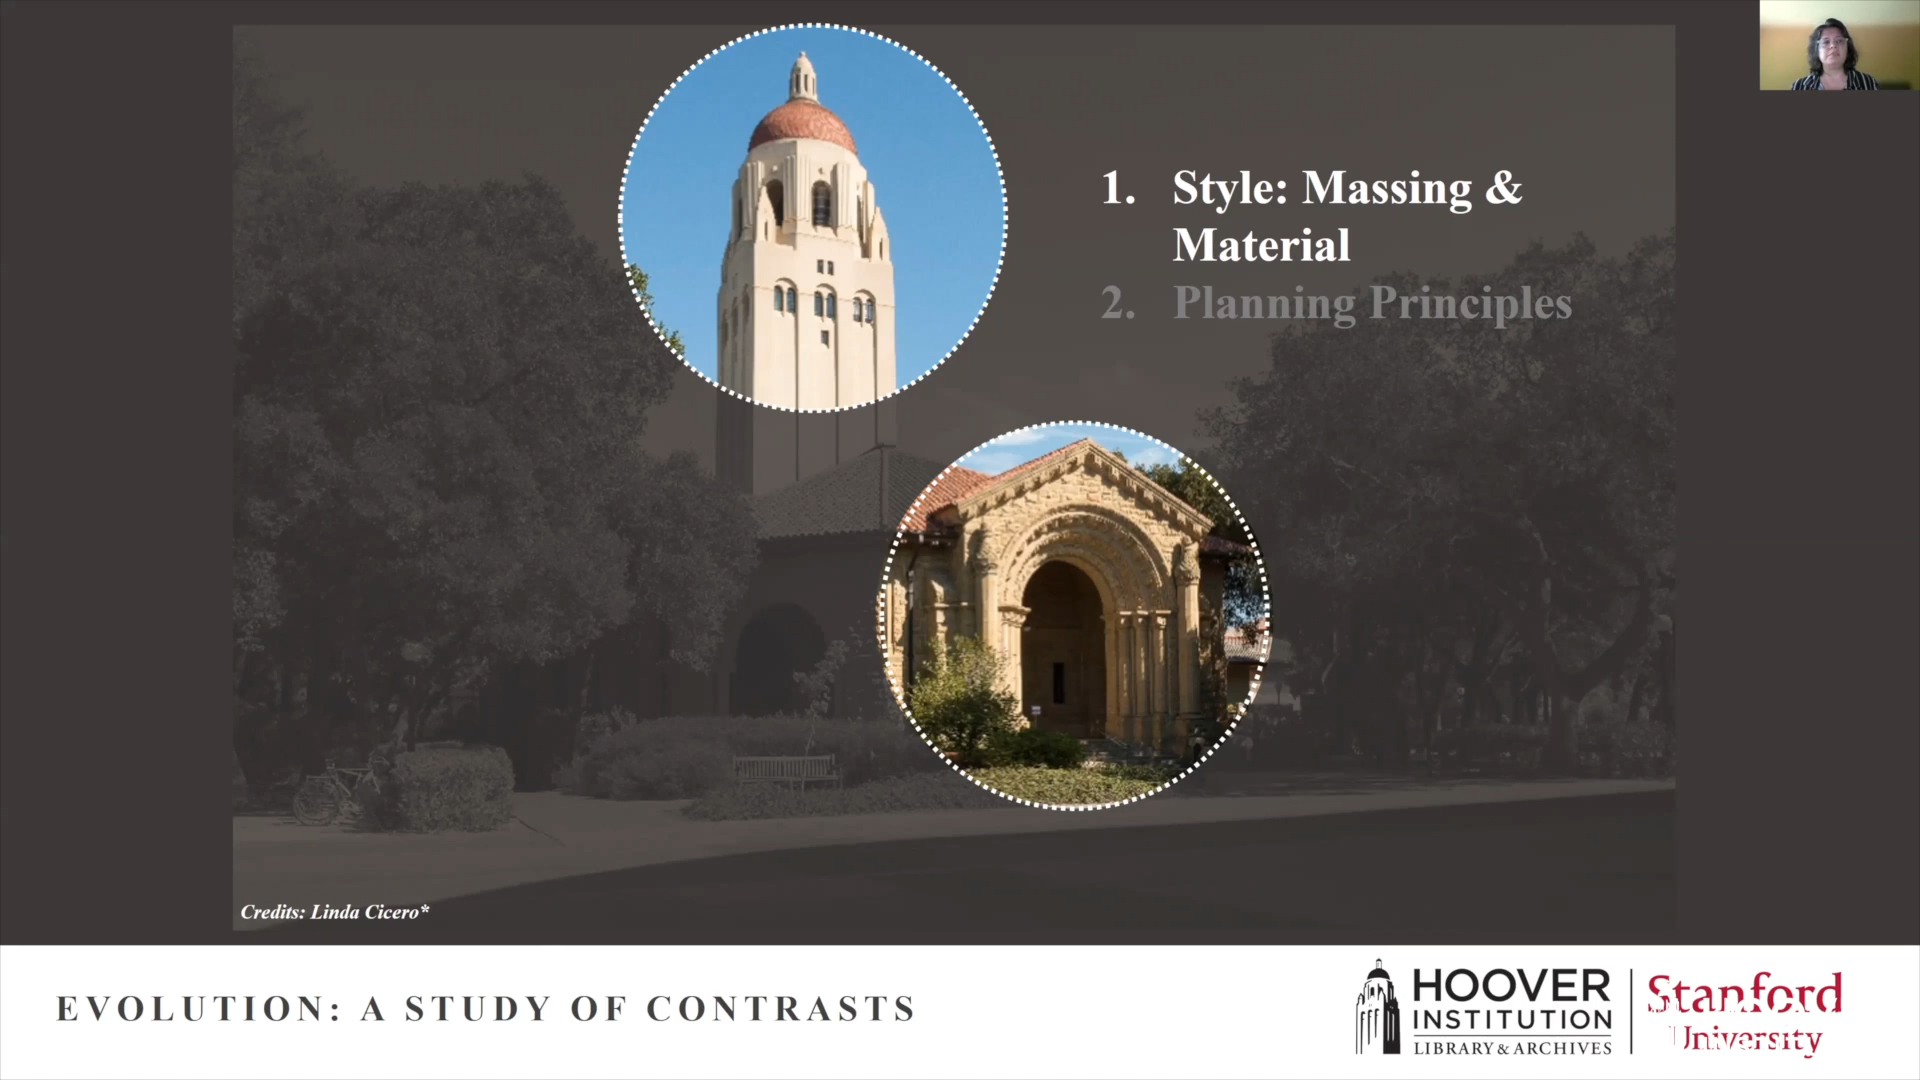 1. Style: Massing &
Material
2. Planning Principles
Credits: Linda Cicero*
EVOLUTION: A STUDY OF CONTRASTS
HOOVER
INSTITUTION
LIBRARY & ARCHIVES
Stanford
University